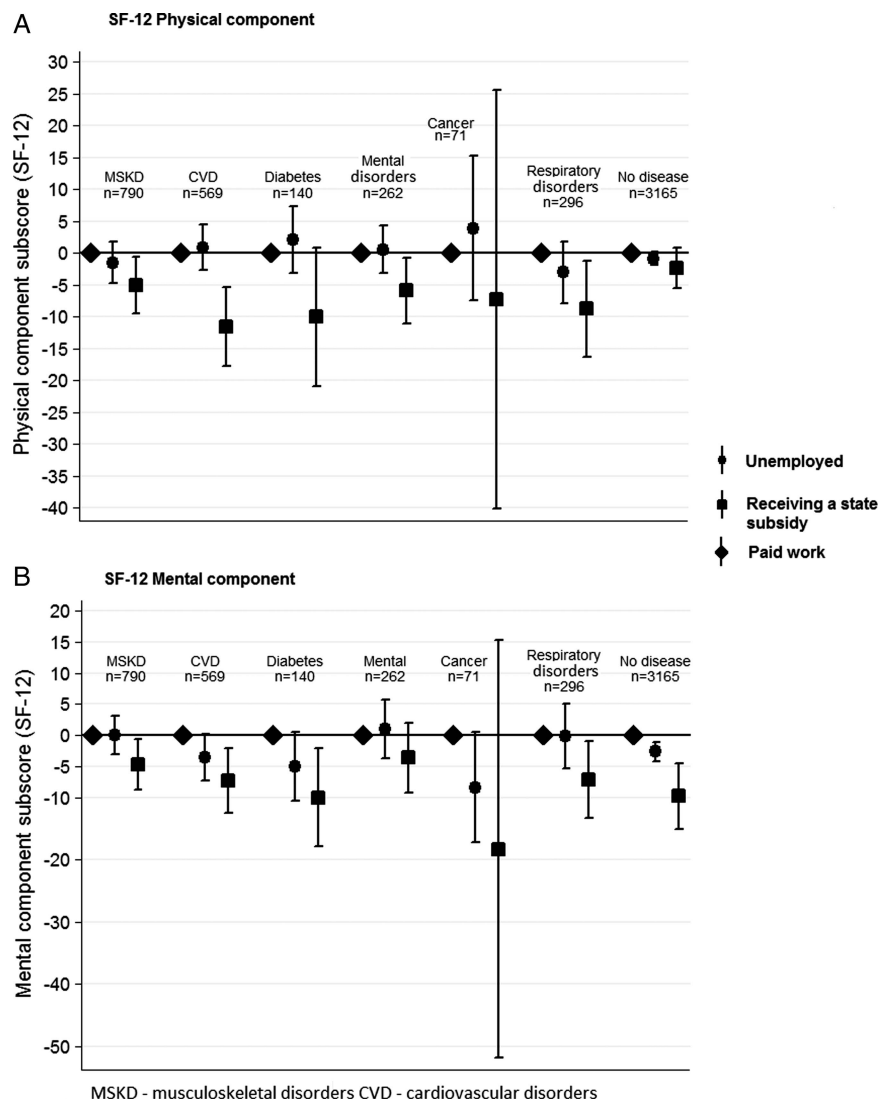 A
SF-12 Physical component
Physical component subscore (SF-12)
30
25
20
15
10
5
0
-5
-10
-15
-20
-25
-30
-35
-40
MSKD
n=790
CVD
n=569
Diabetes
n=140
Mental
disorders
n=262
Cancer
n=71
Respiratory
disorders
n=296
No disease
n=3165
Unemployed
Receiving a state
subsidy
Paid work
B
SF-12 Mental component
Mental component subscore (SF-12)
20
15
10
5
0
-5
-10
-20
-30
-40
-50
MSKD
n=790
CVD
n=569
Diabetes
n=140
Mental
n=262
Cancer
n=71
Respiratory
disorders
n=296
No disease
n=3165
MSKD - musculoskeletal disorders CVD - cardiovascular disorders